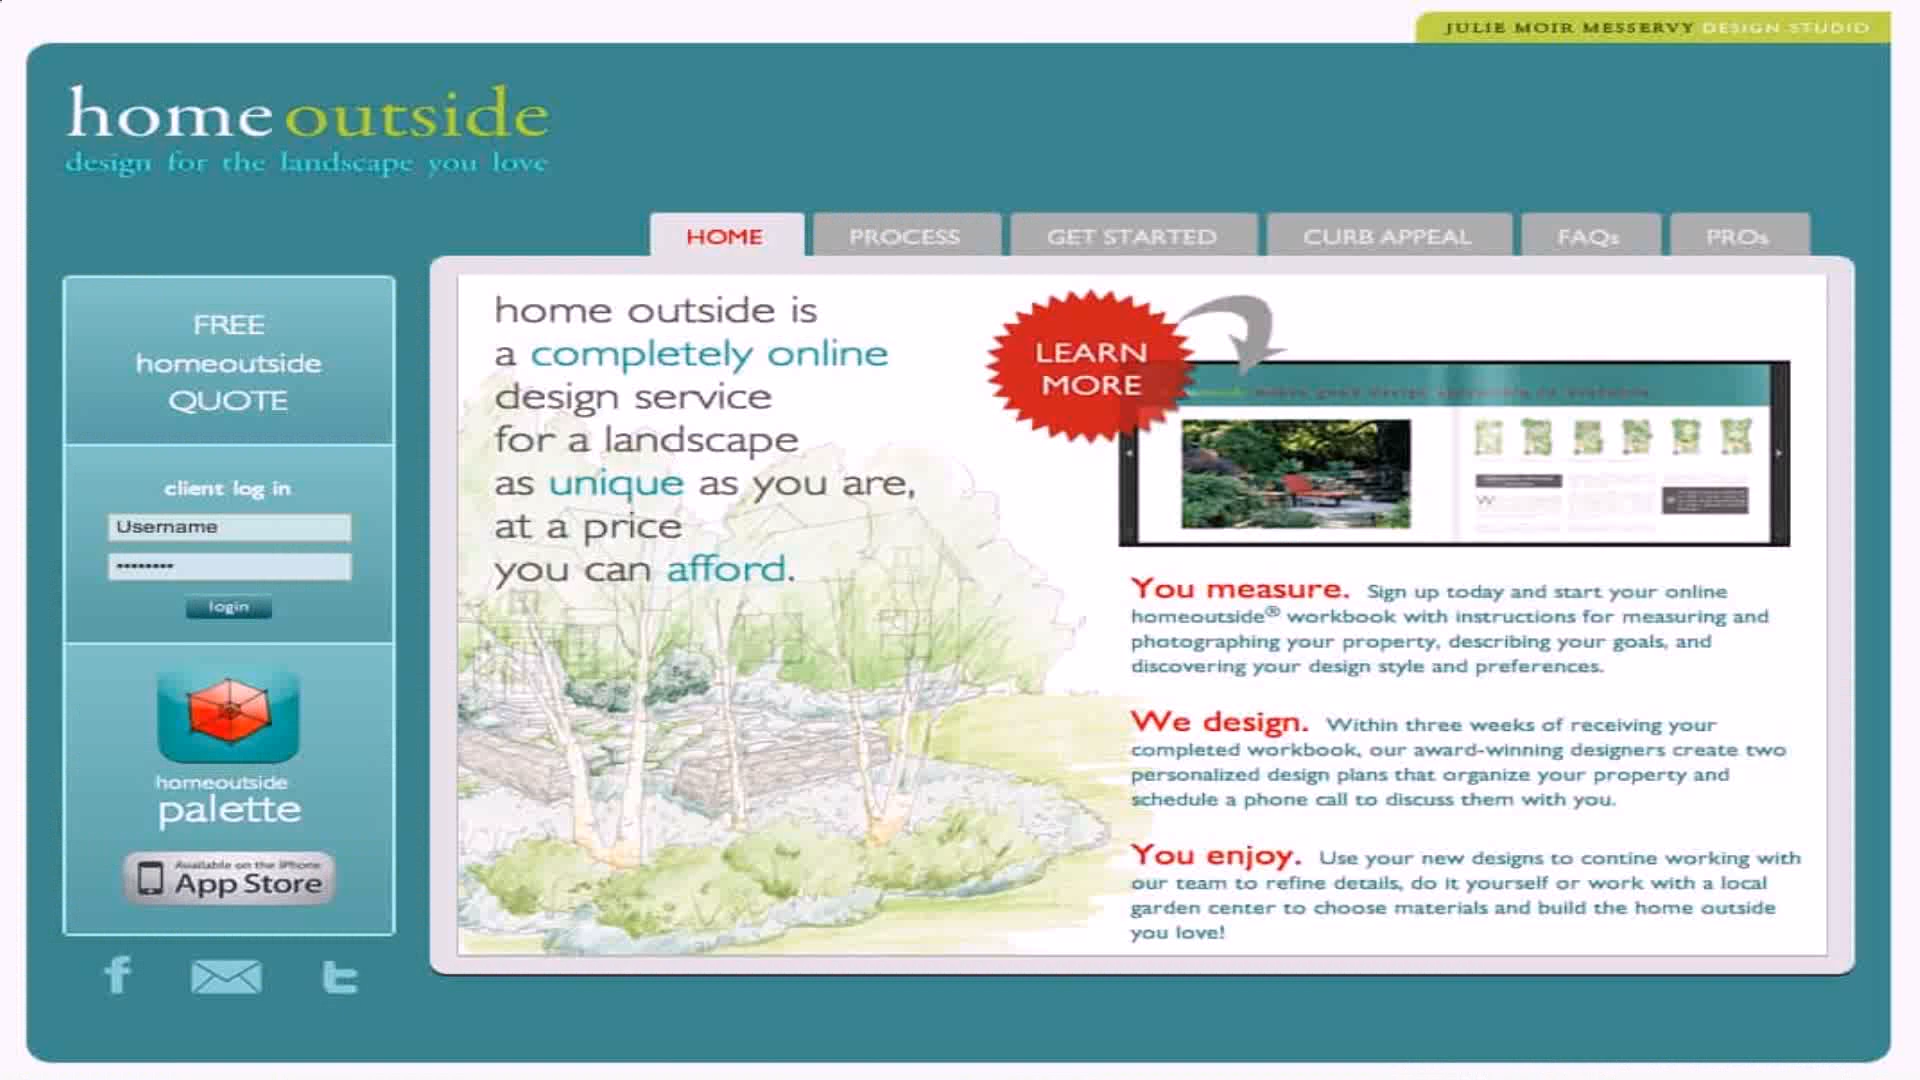 JULIE MOIR MESSERVY DESIGN STUDIO
home outside
design for the landscape you love
HOME
PROCESS
GET STARTED
CURB APPEAL
FAQs
PROs
FREE
homeoutside
QUOTE
client log in
Username
••••••••
login
homeoutside
palette
Available on the iPhone
App Store
home outside is
a completely online
design service
for a landscape
as unique as you are,
at a price
you can afford.
LEARN
MORE
You measure. Sign up today and start your online
homeoutside® workbook with instructions for measuring and
photographing your property, describing your goals, and
discovering your design style and preferences.
We design. Within three weeks of receiving your
completed workbook, our award-winning designers create two
personalized design plans that organize your property and
schedule a phone call to discuss them with you.
You enjoy. Use your new designs to contine working with
our team to refine details, do it yourself or work with a local
garden center to choose materials and build the home outside
you love!